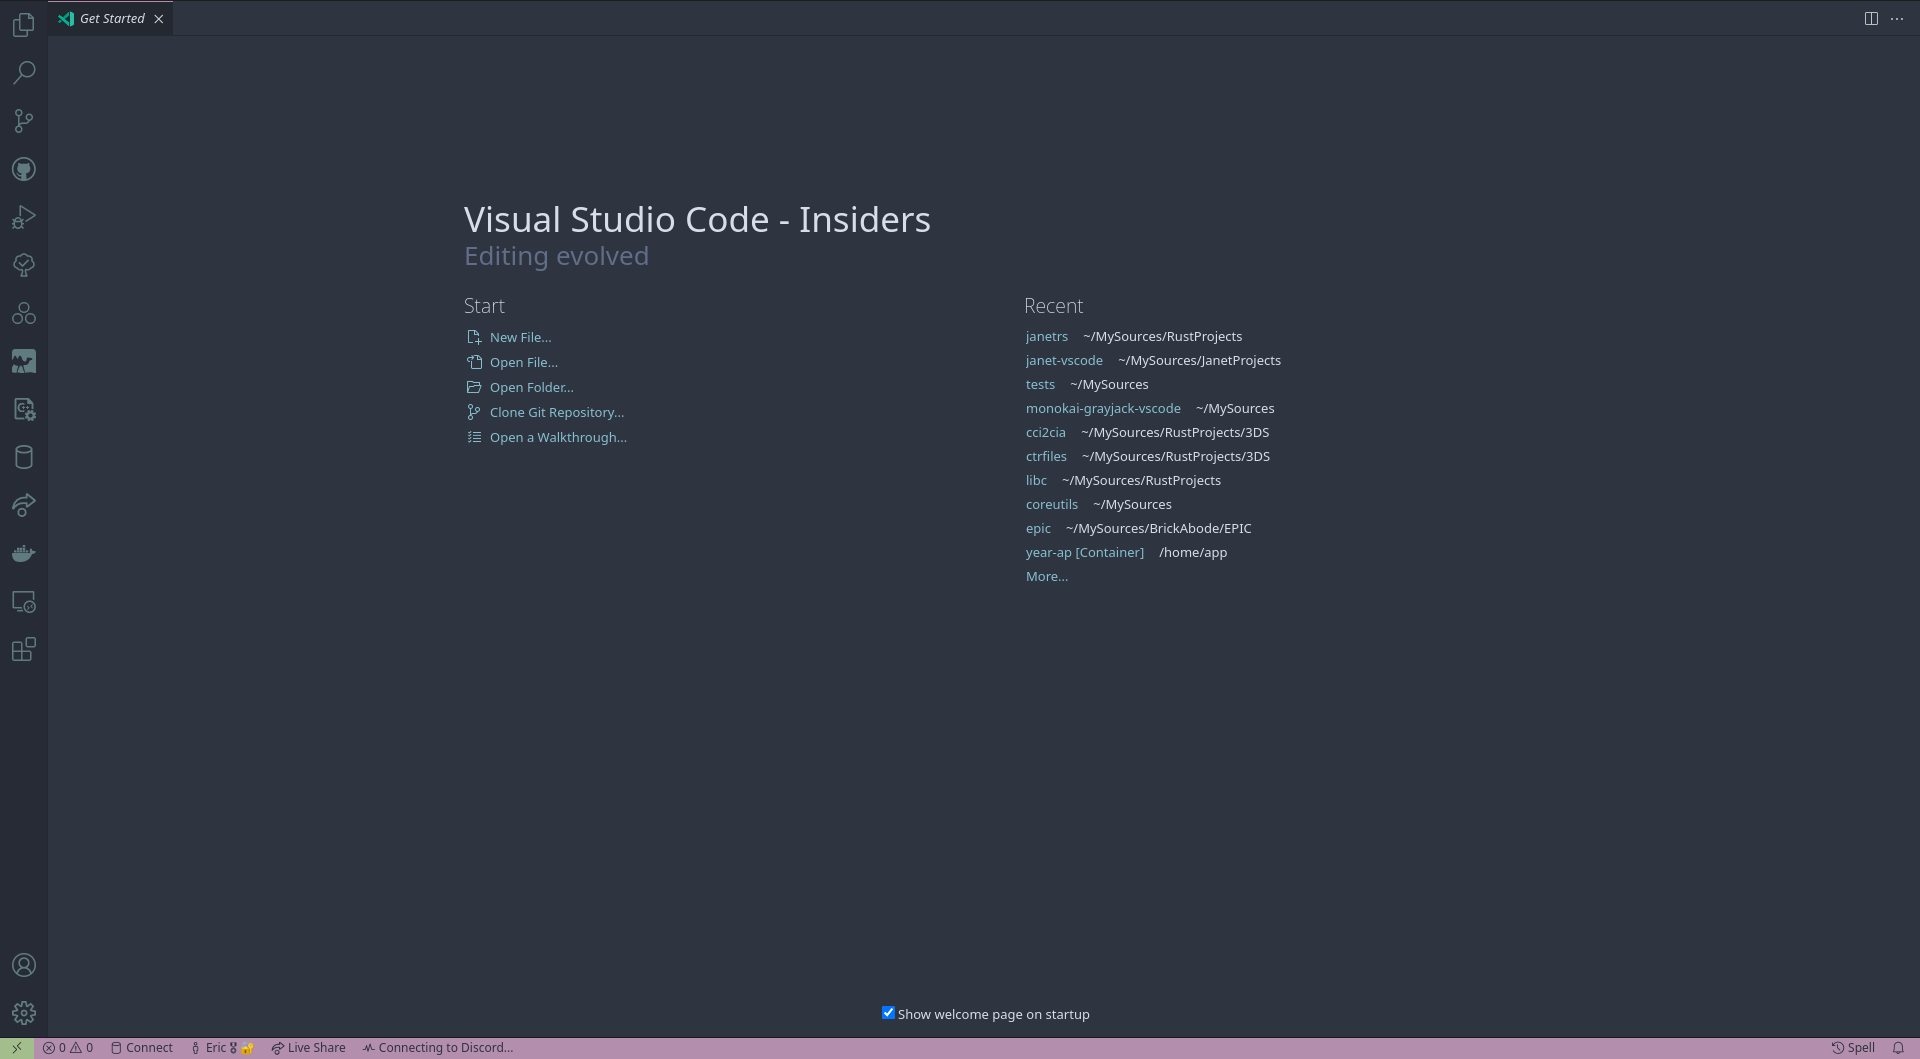 Get Started
Visual Studio Code - Insiders
Editing evolved
Start
New File...
Open File...
Open Folder...
Clone Git Repository...
Open a Walkthrough...
Recent
janetrs ~/MySources/RustProjects
janet-vscode ~/MySources/JanetProjects
tests ~/MySources
monokai-grayjack-vscode ~/MySources
cci2cia ~/MySources/RustProjects/3DS
ctrfiles ~/MySources/RustProjects/3DS
libc ~/MySources/RustProjects
coreutils ~/MySources
epic ~/MySources/BrickAbode/EPIC
year-ap [Container] /home/app
More...
Show welcome page on startup
0 0 Connect Eric Live Share Connecting to Discord... Spell